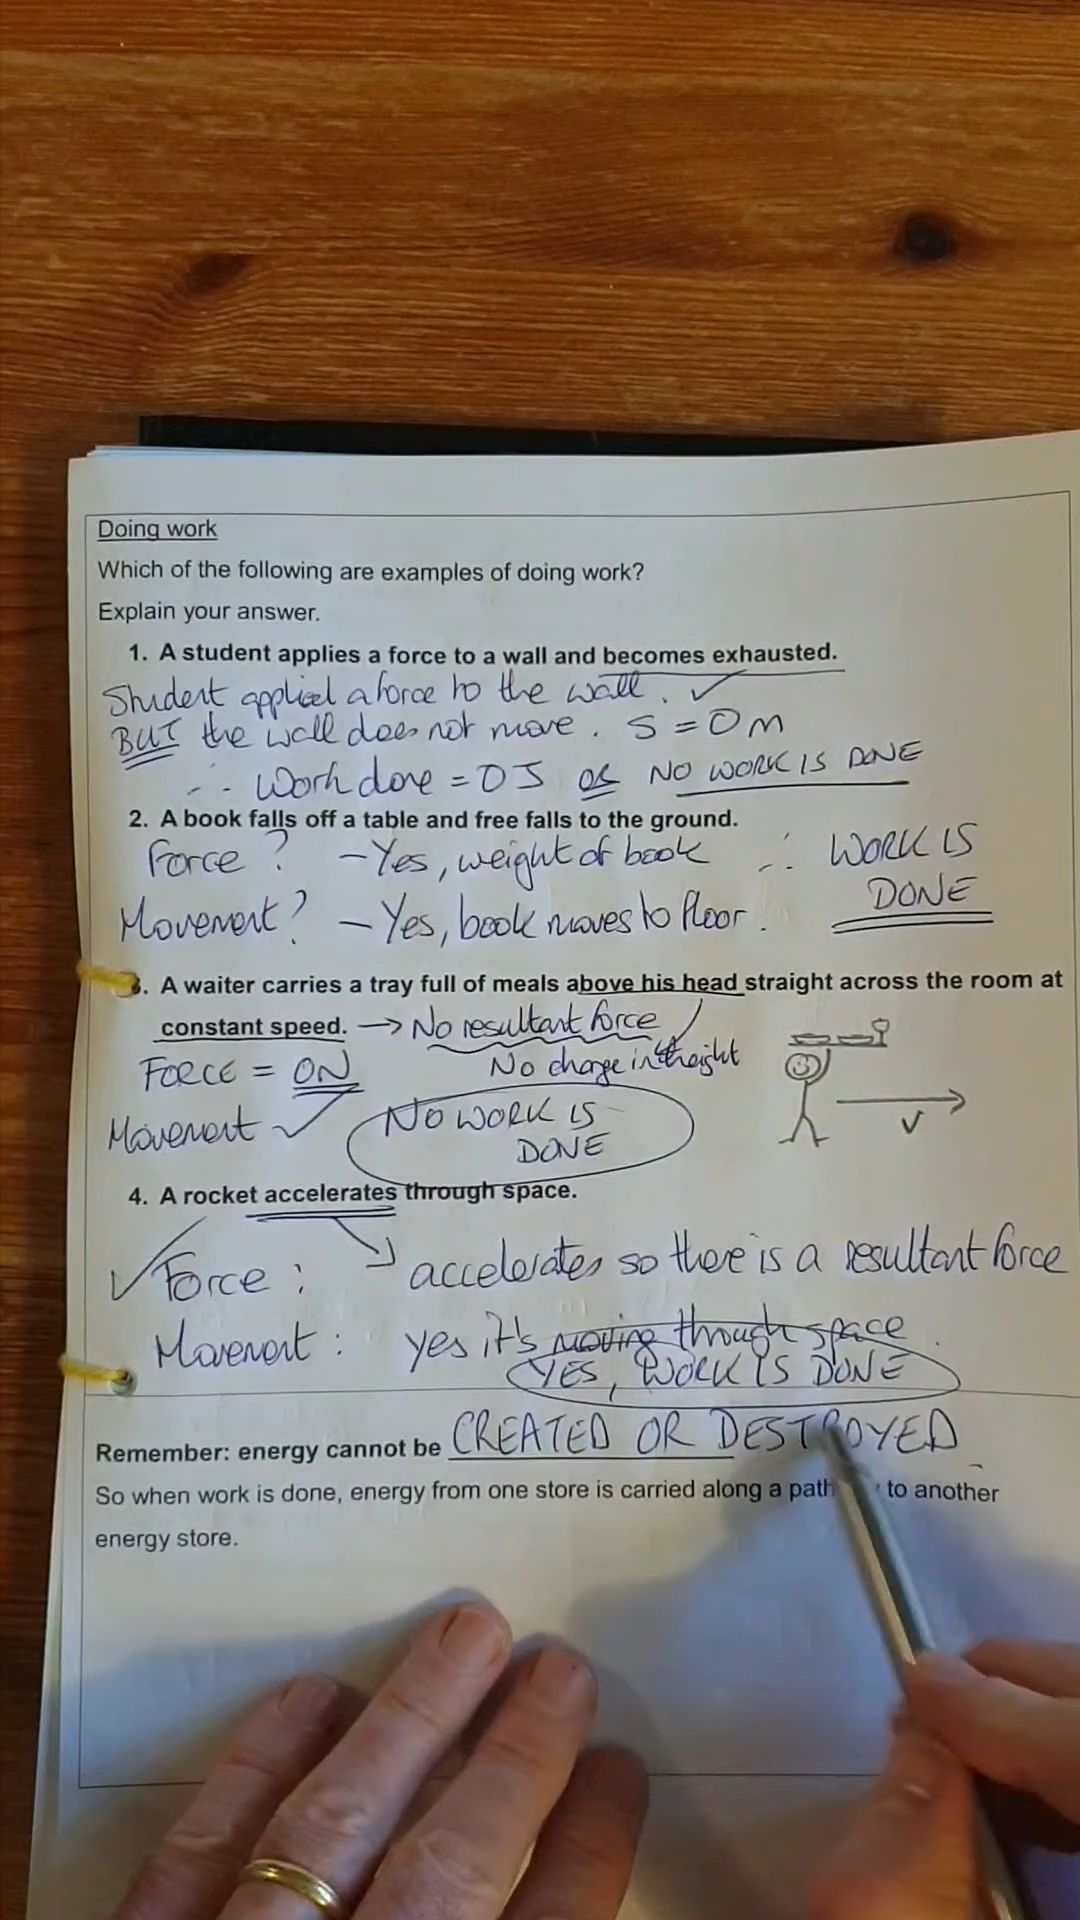 Doing work
Which of the following are examples of doing work?
Explain your answer.
1. A student applies a force to a wall and becomes exhausted.
Student applied a force to the wall. ✓
BUT the wall does not move. S = 0m
∴ Work done = 0J or NO WORK IS DONE
2. A book falls off a table and free falls to the ground.
Force? - Yes, weight of book ∴ WORK IS
DONE
Movement? - Yes, book moves to floor.
3. A waiter carries a tray full of meals above his head straight across the room at
constant speed. → No resultant force
FORCE = ON No change in height
Movement ✓ NO WORK IS
DONE
v
4. A rocket accelerates through space.
✓ Force: accelerates so there is a resultant force
Movement: yes it's moving through space.
YES, WORK IS DONE
Remember: energy cannot be CREATED OR DESTROYED.
So when work is done, energy from one store is carried along a path to another
energy store.